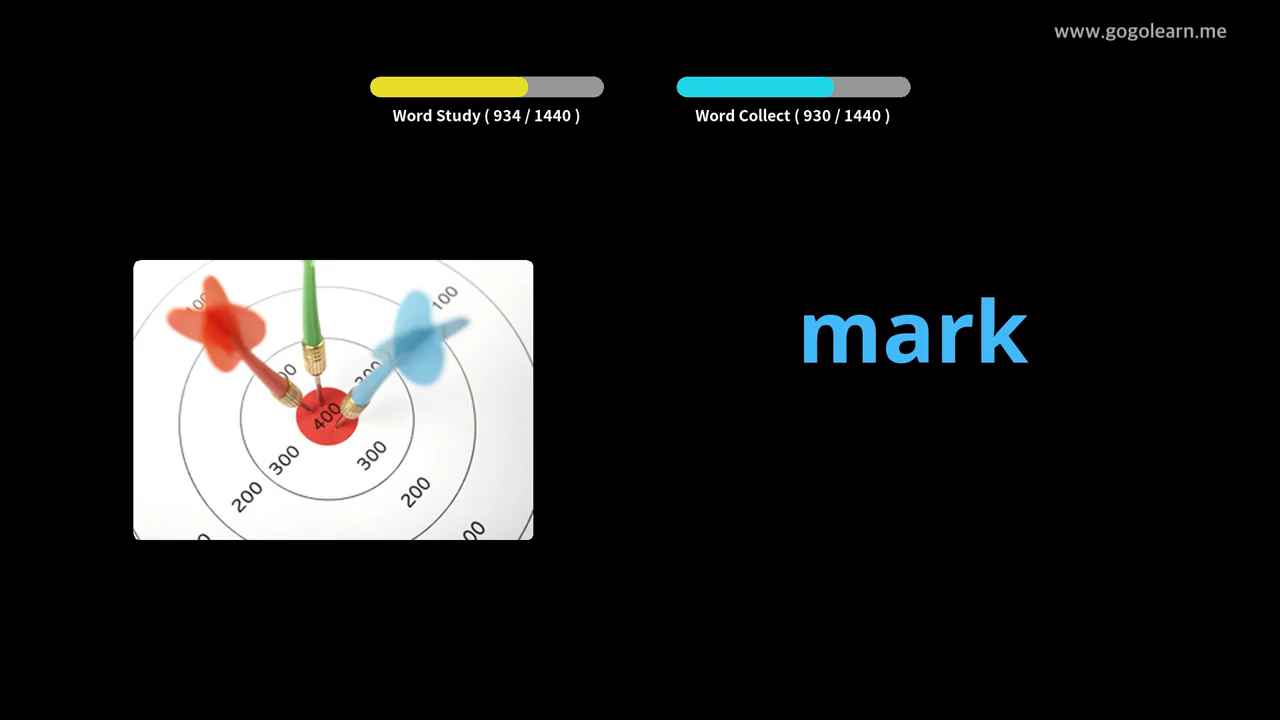 www.gogolearn.me
Word Study ( 934 / 1440 )
Word Collect ( 930 / 1440 )
mark
100
100
200
400
300
300
200
200